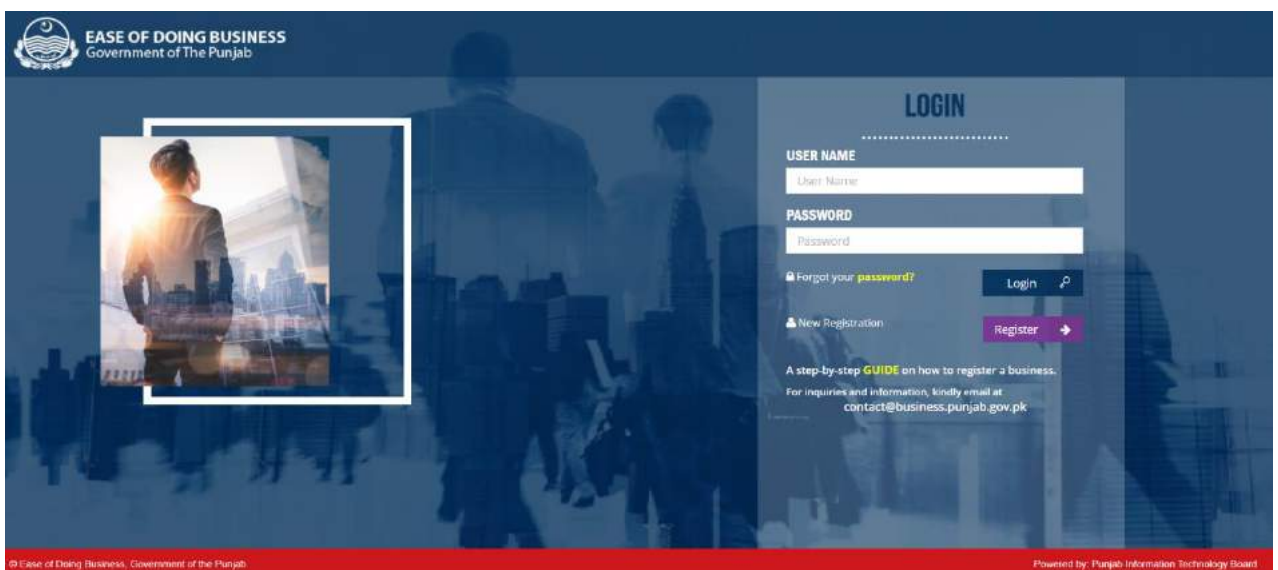 EASE OF DOING BUSINESS
Government of The Punjab
LOGIN
USER NAME
User Name
PASSWORD
Password
Forgot your password?
Login
New Registration
Register
A step-by-step GUIDE on how to register a business.
For inquiries and information, kindly email at
contact@business.punjab.gov.pk
© Ease of Doing Business, Government of the Punjab
Powered by: Punjab Information Technology Board